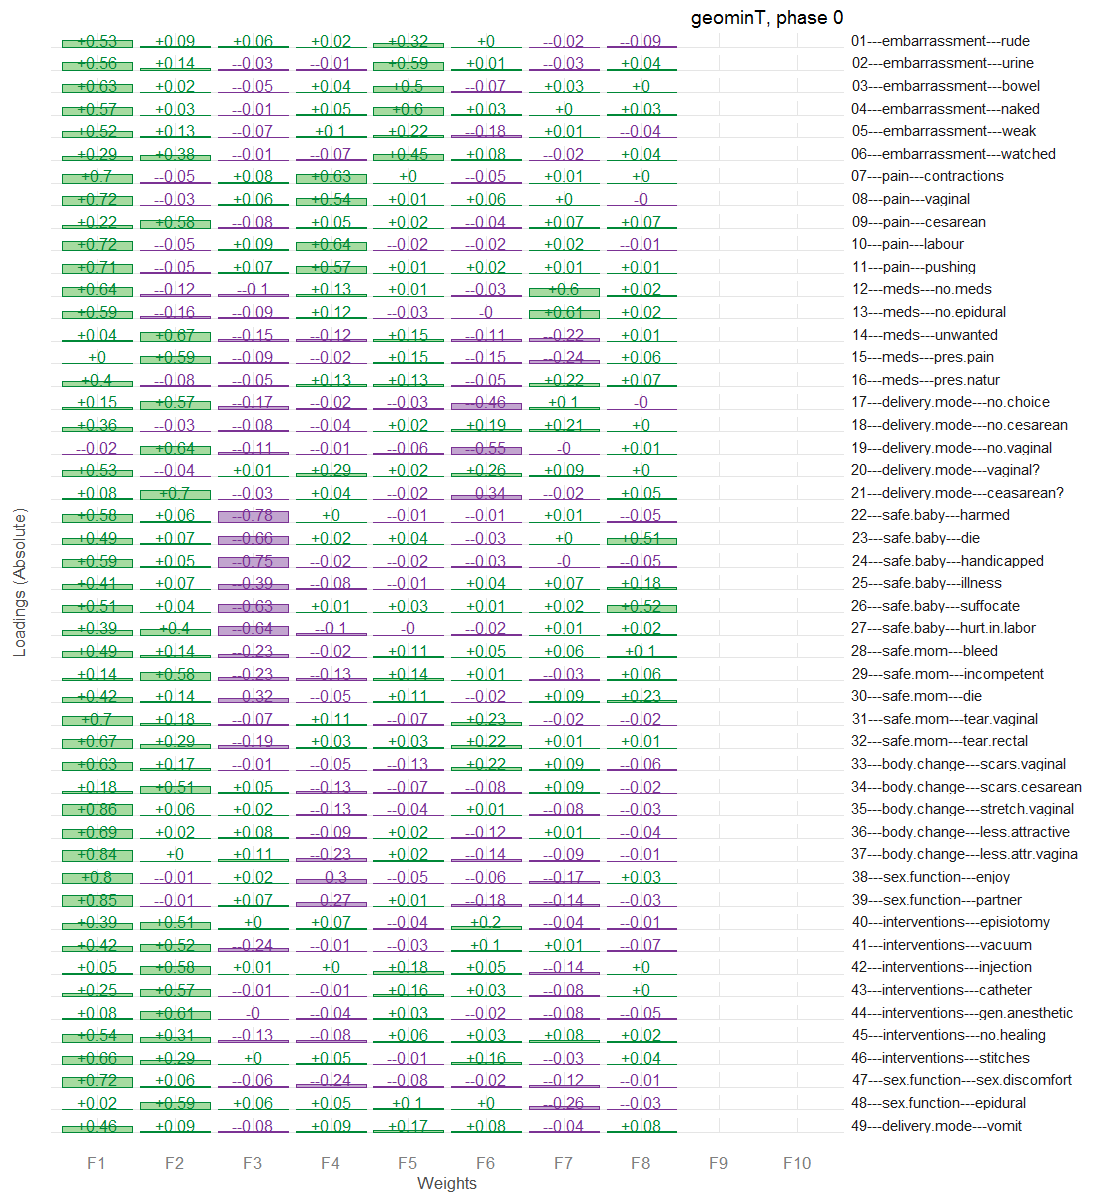 geominT, phase 0
+0.53 +0.09 +0.06 +0.02 +0.32 +0 --0.02 --0.09 01---embarrassment---rude
+0.56 +0.14 --0.03 --0.01 +0.59 +0.01 --0.03 +0.04 02---embarrassment---urine
+0.63 +0.02 --0.05 +0.04 +0.5 --0.07 +0.03 +0 03---embarrassment---bowel
+0.57 +0.03 --0.01 +0.05 +0.6 +0.03 +0 +0.03 04---embarrassment---naked
+0.52 +0.13 --0.07 +0.1 +0.22 --0.18 +0.01 --0.04 05---embarrassment---weak
+0.29 +0.38 --0.01 --0.07 +0.45 +0.08 --0.02 +0.04 06---embarrassment---watched
+0.7 --0.05 +0.08 +0.63 +0 --0.05 +0.01 +0 07---pain---contractions
+0.72 --0.03 +0.06 +0.54 +0.01 +0.06 +0 -0 08---pain---vaginal
+0.22 +0.58 --0.08 +0.05 +0.02 --0.04 +0.07 +0.07 09---pain---cesarean
+0.72 --0.05 +0.09 +0.64 --0.02 --0.02 +0.02 --0.01 10---pain---labour
+0.71 --0.05 +0.07 +0.57 +0.01 +0.02 +0.01 +0.01 11---pain---pushing
+0.64 --0.12 --0.1 +0.13 +0.01 --0.03 +0.6 +0.02 12---meds---no.meds
+0.59 --0.16 --0.09 +0.12 --0.03 -0 +0.61 +0.02 13---meds---no.epidural
+0.04 +0.67 --0.15 --0.12 +0.15 --0.11 --0.22 +0.01 14---meds---unwanted
+0 +0.59 --0.09 --0.02 +0.15 --0.15 --0.24 +0.06 15---meds---pres.pain
+0.4 --0.08 --0.05 +0.13 +0.13 --0.05 +0.22 +0.07 16---meds---pres.natur
+0.15 +0.57 --0.17 --0.02 --0.03 --0.46 +0.1 -0 17---delivery.mode---no.choice
+0.36 --0.03 --0.08 --0.04 +0.02 +0.19 +0.21 +0 18---delivery.mode---no.cesarean
--0.02 +0.64 --0.11 --0.01 --0.06 --0.55 -0 +0.01 19---delivery.mode---no.vaginal
+0.53 --0.04 +0.01 +0.29 +0.02 +0.26 +0.09 +0 20---delivery.mode---vaginal?
+0.08 +0.7 --0.03 +0.04 --0.02 --0.34 --0.02 +0.05 21---delivery.mode---ceasarean?
+0.58 +0.06 --0.78 +0 --0.01 --0.01 +0.01 --0.05 22---safe.baby---harmed
+0.49 +0.07 --0.66 +0.02 +0.04 --0.03 +0 +0.51 23---safe.baby---die
+0.59 +0.05 --0.75 --0.02 --0.02 --0.03 -0 --0.05 24---safe.baby---handicapped
+0.41 +0.07 --0.39 --0.08 --0.01 +0.04 +0.07 +0.18 25---safe.baby---illness
+0.51 +0.04 --0.63 +0.01 +0.03 +0.01 +0.02 +0.52 26---safe.baby---suffocate
+0.39 +0.4 --0.64 --0.1 -0 --0.02 +0.01 +0.02 27---safe.baby---hurt.in.labor
+0.49 +0.14 --0.23 --0.02 +0.11 +0.05 +0.06 +0.1 28---safe.mom---bleed
+0.14 +0.58 --0.23 --0.13 +0.14 +0.01 --0.03 +0.06 29---safe.mom---incompetent
+0.42 +0.14 --0.32 --0.05 +0.11 --0.02 +0.09 +0.23 30---safe.mom---die
+0.7 +0.18 --0.07 +0.11 --0.07 +0.23 --0.02 --0.02 31---safe.mom---tear.vaginal
+0.67 +0.29 --0.19 +0.03 +0.03 +0.22 +0.01 +0.01 32---safe.mom---tear.rectal
+0.63 +0.17 --0.01 --0.05 --0.13 +0.22 +0.09 --0.06 33---body.change---scars.vaginal
+0.18 +0.51 +0.05 --0.13 --0.07 --0.08 +0.09 --0.02 34---body.change---scars.cesarean
+0.86 +0.06 +0.02 --0.13 --0.04 +0.01 --0.08 --0.03 35---body.change---stretch.vaginal
+0.69 +0.02 +0.08 --0.09 +0.02 --0.12 +0.01 --0.04 36---body.change---less.attractive
+0.84 +0 +0.11 --0.23 +0.02 --0.14 --0.09 --0.01 37---body.change---less.attr.vagina
+0.8 --0.01 +0.02 --0.3 --0.05 --0.06 --0.17 +0.03 38---sex.function---enjoy
+0.85 --0.01 +0.07 --0.27 +0.01 --0.18 --0.14 --0.03 39---sex.function---partner
+0.39 +0.51 +0 +0.07 --0.04 +0.2 --0.04 --0.01 40---interventions---episiotomy
+0.42 +0.52 --0.24 --0.01 --0.03 +0.1 +0.01 --0.07 41---interventions---vacuum
+0.05 +0.58 +0.01 +0 +0.18 +0.05 --0.14 +0 42---interventions---injection
+0.25 +0.57 --0.01 --0.01 +0.16 +0.03 --0.08 +0 43---interventions---catheter
+0.08 +0.61 -0 --0.04 +0.03 --0.02 --0.08 --0.05 44---interventions---gen.anesthetic
+0.54 +0.31 --0.13 --0.08 +0.06 +0.03 +0.08 +0.02 45---interventions---no.healing
+0.66 +0.29 +0 +0.05 --0.01 +0.16 --0.03 +0.04 46---interventions---stitches
+0.72 +0.06 --0.06 --0.24 --0.08 --0.02 --0.12 --0.01 47---sex.function---sex.discomfort
+0.02 +0.59 +0.06 +0.05 +0.1 +0 --0.26 --0.03 48---sex.function---epidural
+0.46 +0.09 --0.08 +0.09 +0.17 +0.08 --0.04 +0.08 49---delivery.mode---vomit
Loadings (Absolute)
F1 F2 F3 F4 F5 F6 F7 F8 F9 F10
Weights